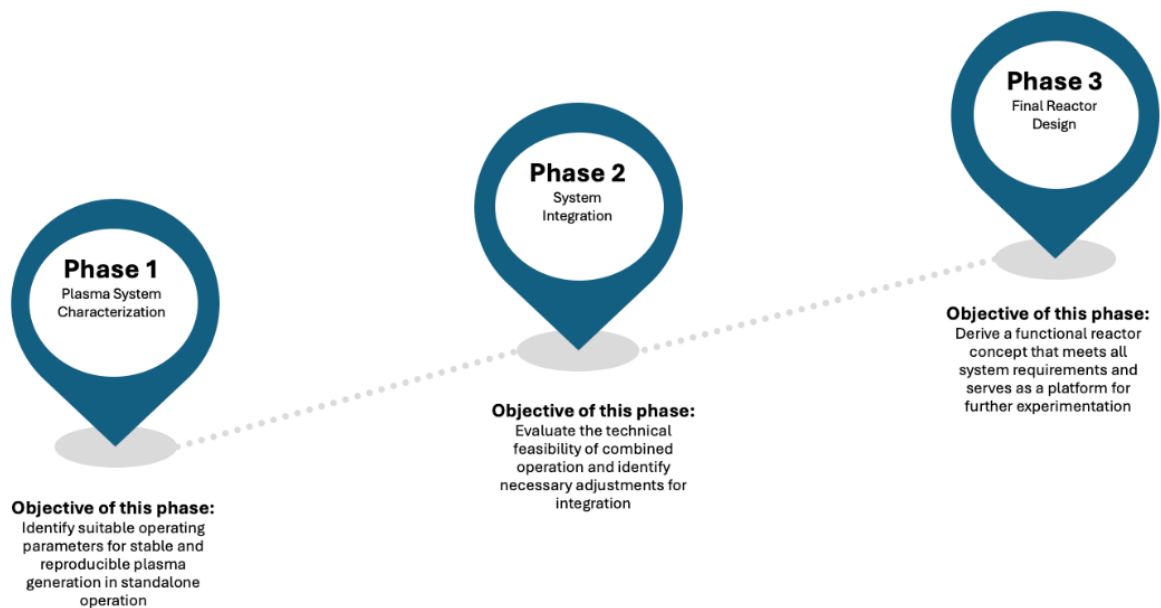 Phase 1
Plasma System
Characterization
Objective of this phase:
Identify suitable operating
parameters for stable and
reproducible plasma
generation in standalone
operation
Phase 2
System
Integration
Objective of this phase:
Evaluate the technical
feasibility of combined
operation and identify
necessary adjustments for
integration
Phase 3
Final Reactor
Design
Objective of this phase:
Derive a functional reactor
concept that meets all
system requirements and
serves as a platform for
further experimentation